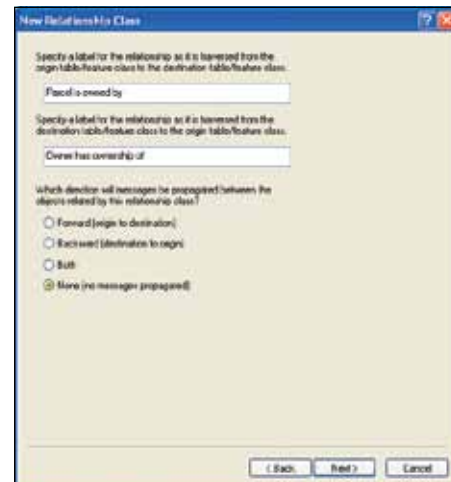 New Relationship Class
Specify a label for the relationship as it is traversed from the
origin table/feature class to the destination table/feature class.
Parcel is owned by
Specify a label for the relationship as it is traversed from the
destination table/feature class to the origin table/feature class.
Owner has ownership of
Which direction will messages be propagated between the
objects related by this relationship class?
Forward (origin to destination)
Backward (destination to origin)
Both
None (no messages propagated)
< Back
Next >
Cancel